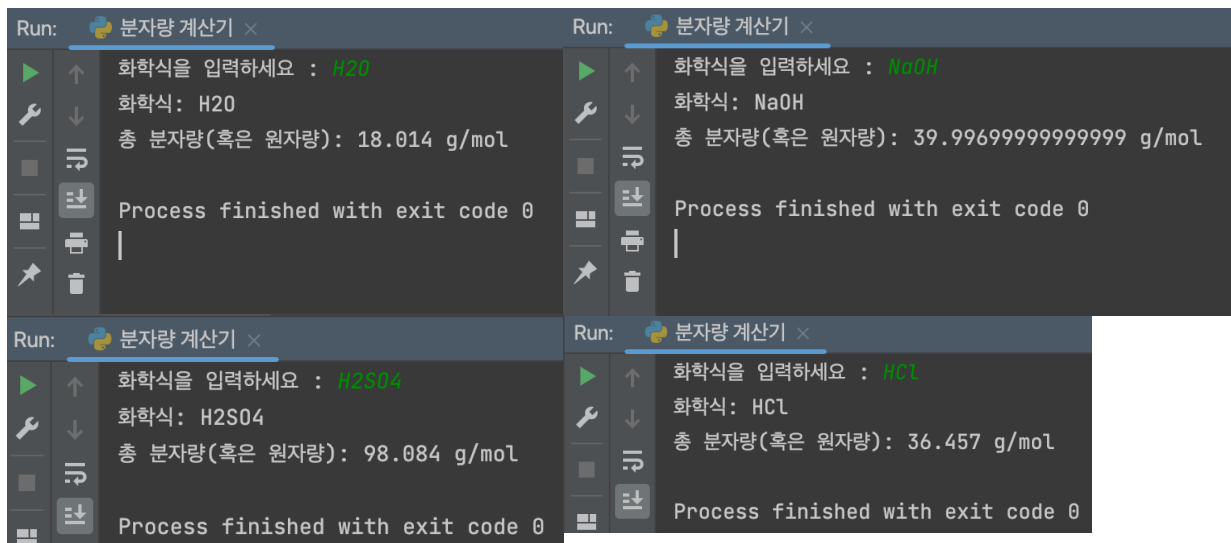 Run: 분자량 계산기 ×
화학식을 입력하세요 : H2O
화학식: H2O
총 분자량(혹은 원자량): 18.014 g/mol
Process finished with exit code 0
Run: 분자량 계산기 ×
화학식을 입력하세요 : NaOH
화학식: NaOH
총 분자량(혹은 원자량): 39.99699999999999 g/mol
Process finished with exit code 0
Run: 분자량 계산기 ×
화학식을 입력하세요 : H2SO4
화학식: H2SO4
총 분자량(혹은 원자량): 98.084 g/mol
Process finished with exit code 0
Run: 분자량 계산기 ×
화학식을 입력하세요 : HCl
화학식: HCl
총 분자량(혹은 원자량): 36.457 g/mol
Process finished with exit code 0